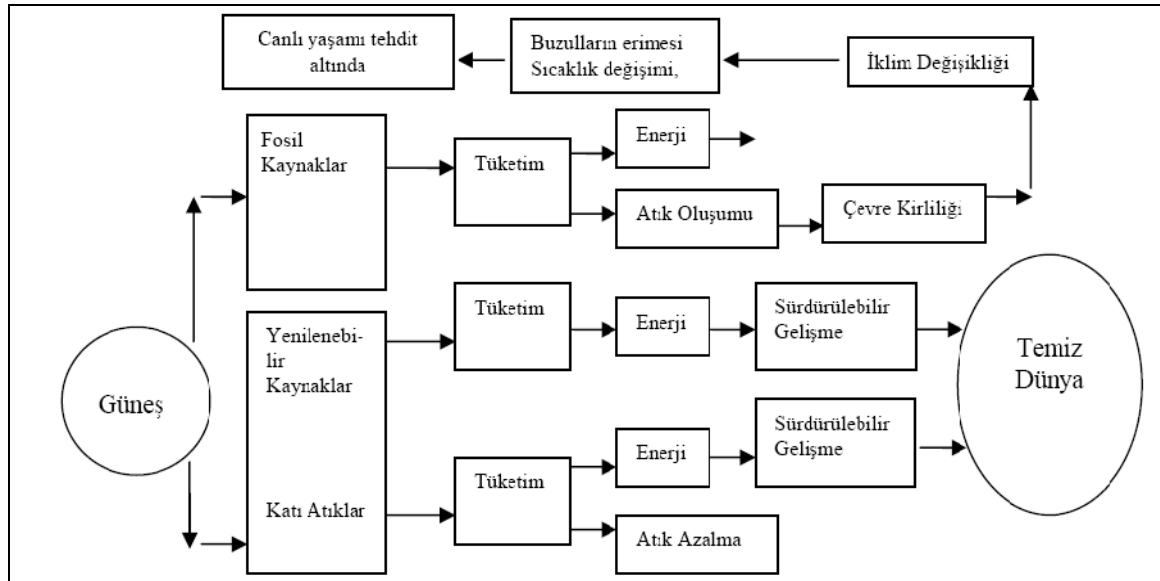 Canlı yaşamı tehdit
altında
Buzulların erimesi
Sıcaklık değişimi,
İklim Değişikliği
Fosil
Kaynaklar
Tüketim
Enerji
Atık Oluşumu
Çevre Kirliliği
Güneş
Yenilenebi-
lir
Kaynaklar
Tüketim
Enerji
Sürdürülebilir
Gelişme
Temiz
Dünya
Katı Atıklar
Tüketim
Enerji
Sürdürülebilir
Gelişme
Atık Azalma